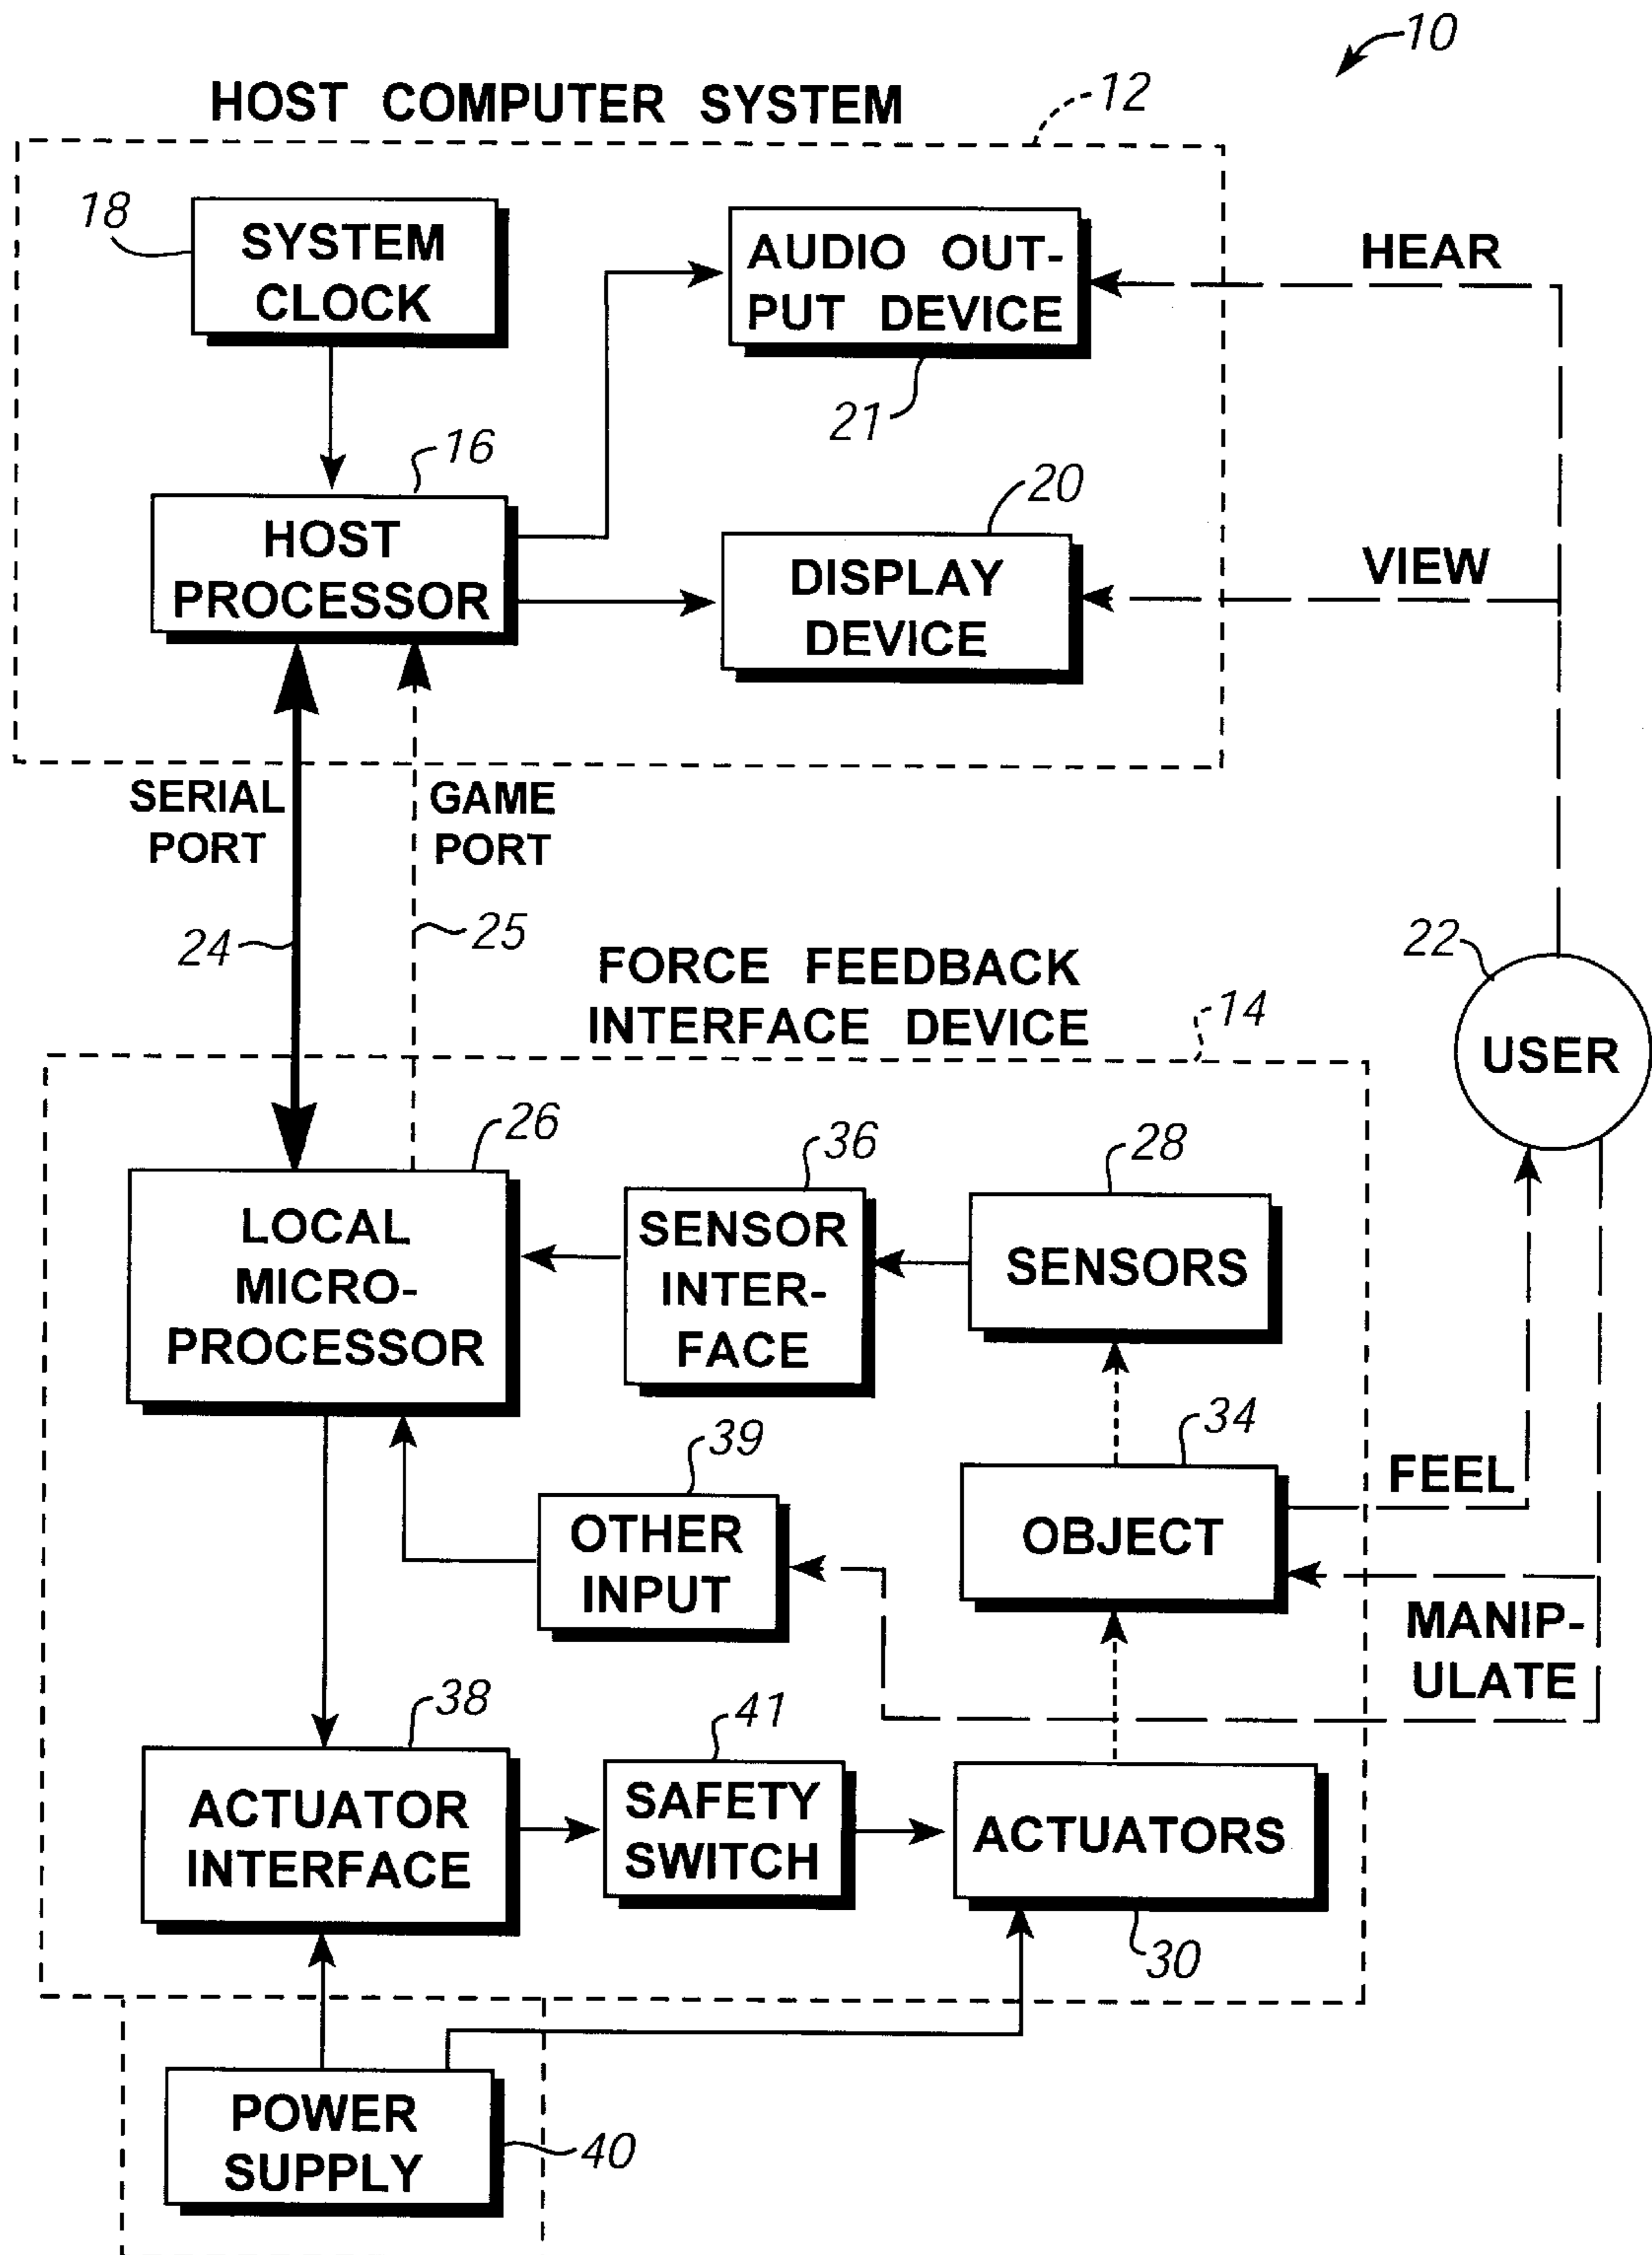 10
HOST COMPUTER SYSTEM
12
18
SYSTEM
CLOCK
AUDIO OUT-
PUT DEVICE
21
HEAR
16
HOST
PROCESSOR
20
DISPLAY
DEVICE
VIEW
SERIAL
PORT
GAME
PORT
24
25
22
USER
FORCE FEEDBACK
INTERFACE DEVICE
14
26
LOCAL
MICRO-
PROCESSOR
36
SENSOR
INTER-
FACE
28
SENSORS
39
OTHER
INPUT
34
OBJECT
FEEL
MANIP-
ULATE
38
ACTUATOR
INTERFACE
41
SAFETY
SWITCH
ACTUATORS
30
POWER
SUPPLY
40